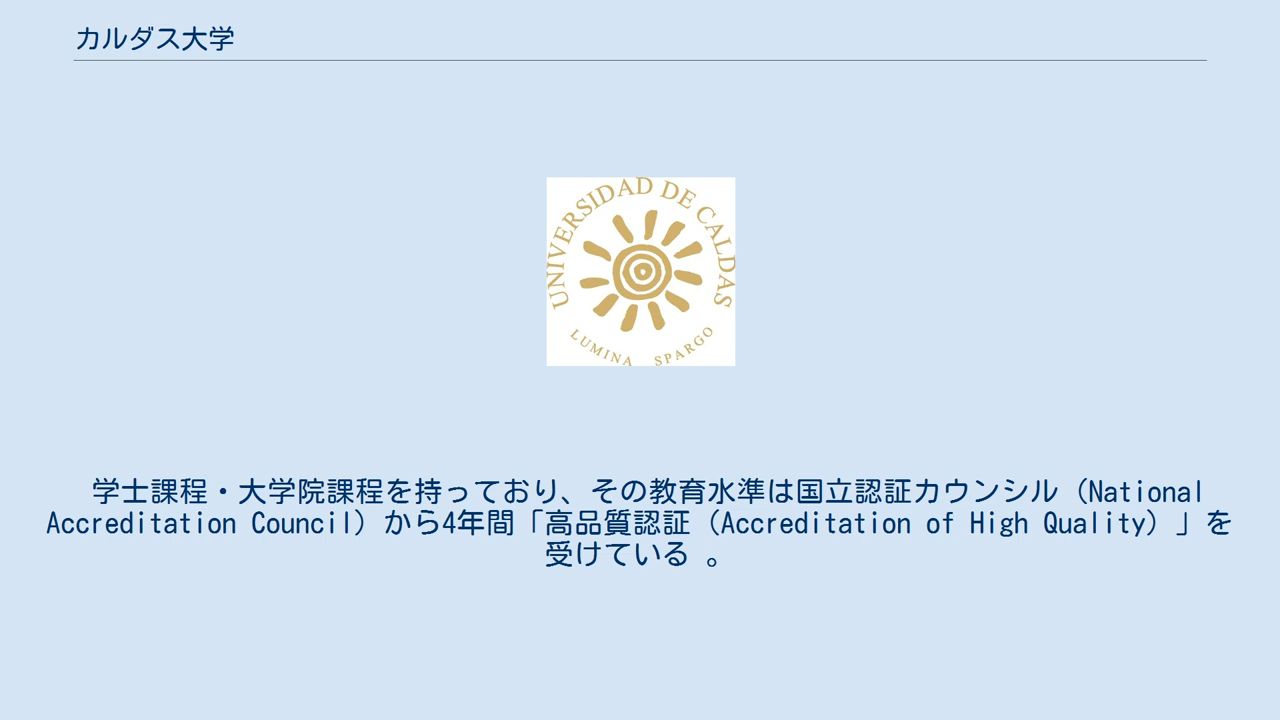 カルダス大学
UNIVERSIDAD DE CALDAS
LUMINA SPARGO
学士課程・大学院課程を持っており、その教育水準は国立認証カウンシル (National
Accreditation Council) から4年間「高品質認証 (Accreditation of High Quality) 」を
受けている 。